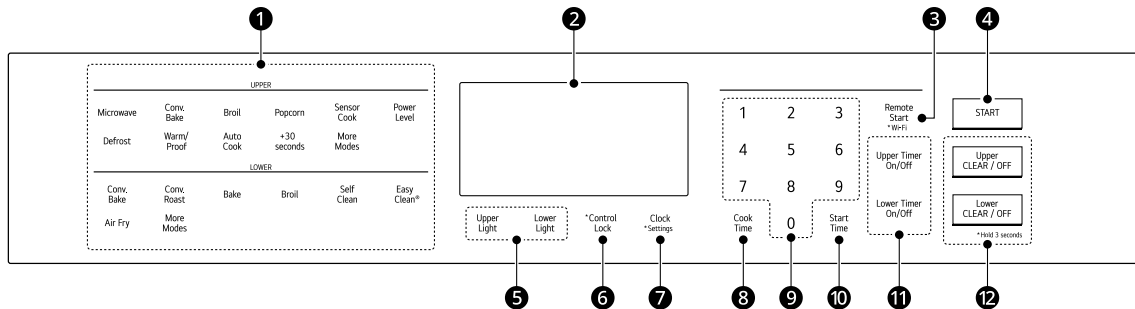 1
2
3
4
UPPER
Microwave
Conv.
Bake
Broil
Popcorn
Sensor
Cook
Power
Level
Defrost
Warm/
Proof
Auto
Cook
+30
seconds
More
Modes
LOWER
Conv.
Bake
Conv.
Roast
Bake
Broil
Self
Clean
Easy
Clean®
Air Fry
More
Modes
Upper
Light
Lower
Light
*Control
Lock
Clock
*Settings
1 2 3
4 5 6
7 8 9
0
Cook
Time
Start
Time
Remote
Start
*Wi-Fi
Upper Timer
On/Off
Lower Timer
On/Off
START
Upper
CLEAR / OFF
Lower
CLEAR / OFF
*Hold 3 seconds
5
6
7
8
9
10
11
12